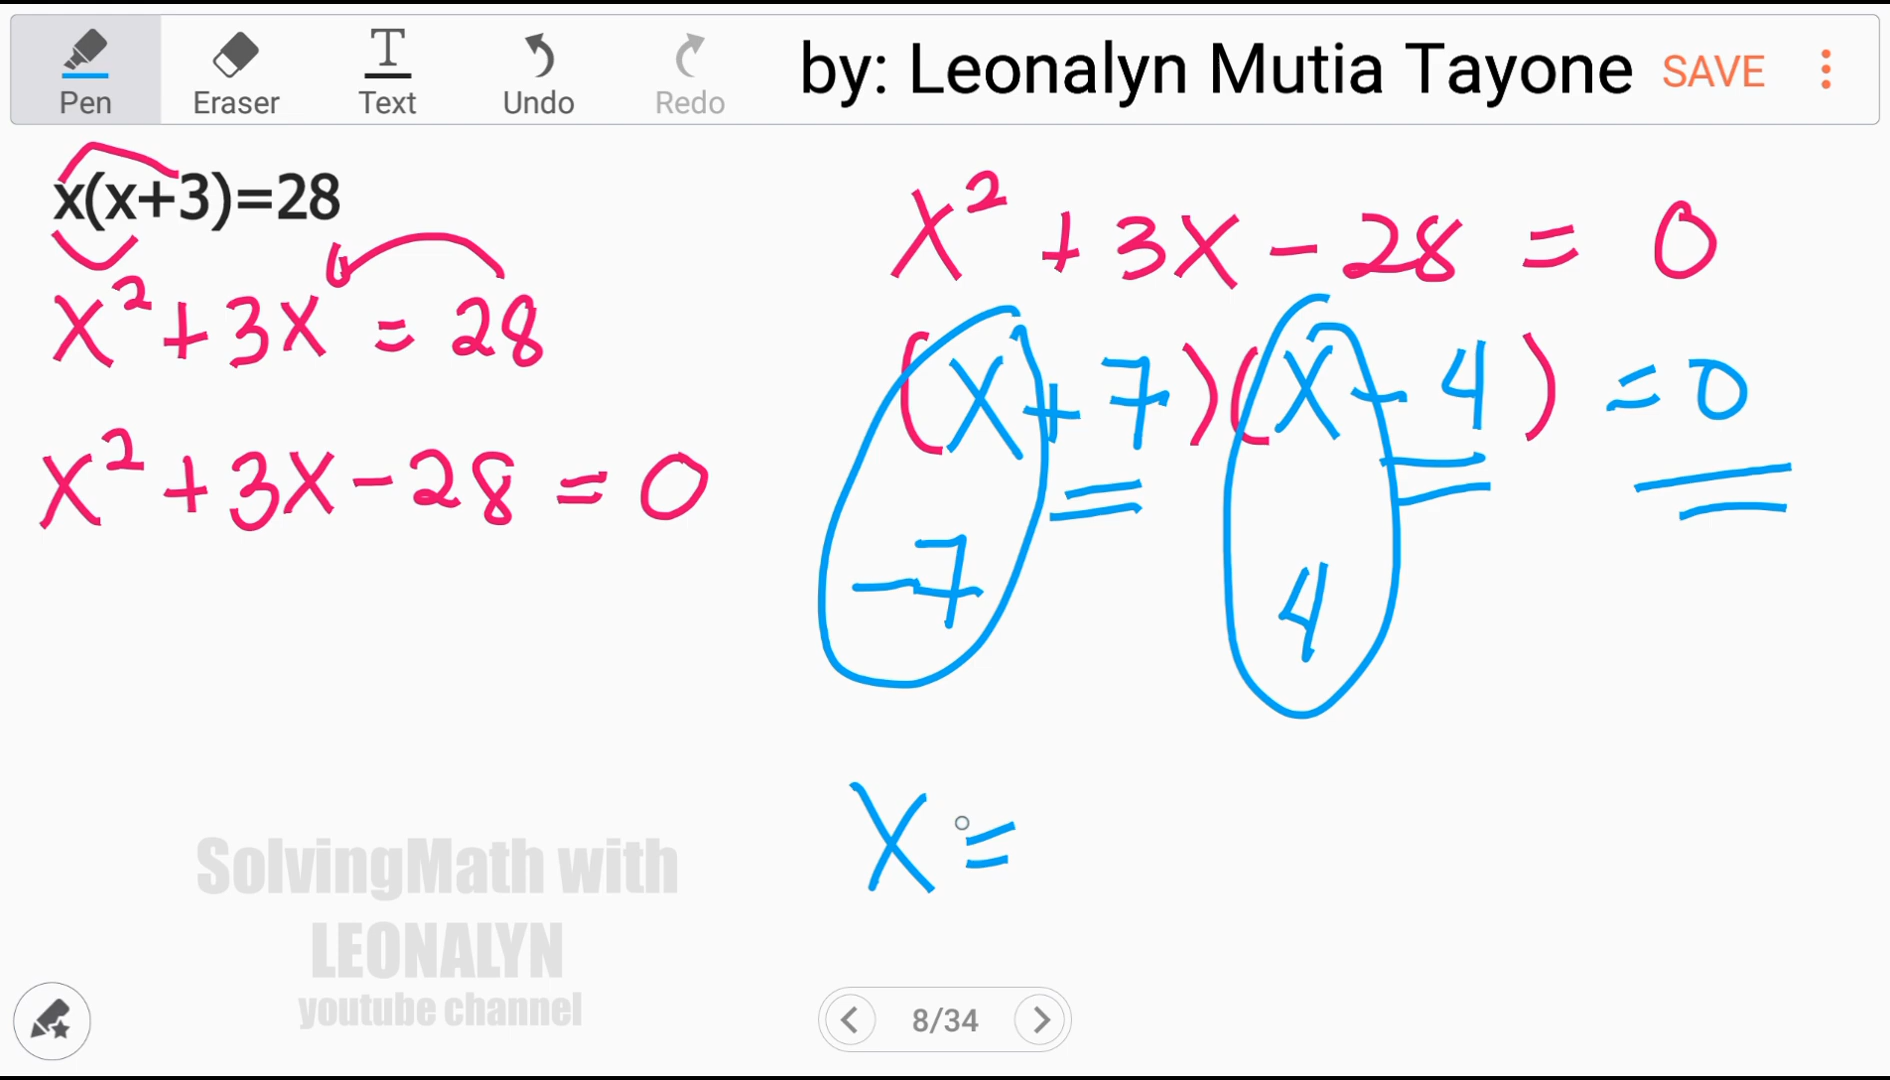 Pen
Eraser
Text
Undo
Redo
by: Leonalyn Mutia Tayone
SAVE
x(x+3)=28
x²+3x = 28
x²+3x-28=0
x²+3x-28=0
(x+7)(x-4)=0
-7
4
x=
SolvingMath with
LEONALYN
youtube channel
8/34